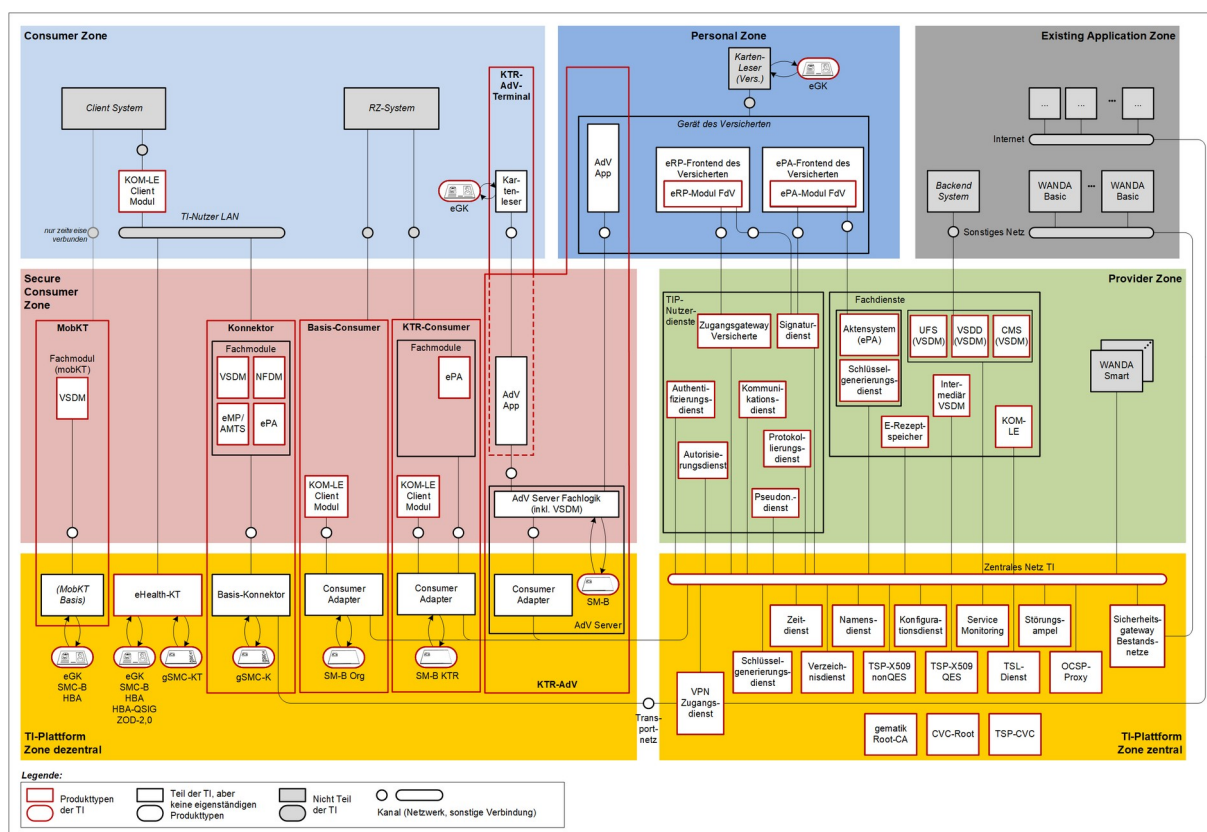 Consumer Zone
Client System
RZ-System
KOM-LE
Client
Modul
TI-Nutzer LAN
nur zeitweise
verbunden
KTR-
AdV-
Terminal
eGK
Kar-
ten-
leser
Personal Zone
Karten-
Leser
(Vers.)
eGK
Gerät des Versicherten
AdV
App
eRP-Frontend des
Versicherten
eRP-Modul FdV
ePA-Frontend des
Versicherten
ePA-Modul FdV
Existing Application Zone
...
...
...
...
Internet
Backend
System
WANDA
Basic
...
WANDA
Basic
Sonstiges Netz
Secure
Consumer
Zone
MobKT
Fachmodul
(mobKT)
VSDM
Konnektor
Fachmodule
VSDM
NFDM
eMP/
AMTS
ePA
Basis-Consumer
KOM-LE
Client
Modul
KTR-Consumer
Fachmodule
ePA
KOM-LE
Client
Modul
AdV
App
AdV Server Fachlogik
(inkl. VSDM)
SM-B
Consumer
Adapter
AdV Server
KTR-AdV
Provider Zone
TIP-
Nutzer-
dienste
Zugangsgateway
Versicherte
Signatur-
dienst
Authenti-
fizierungs-
dienst
Kommuni-
kations-
dienst
Autorisie-
rungsdienst
Protokol-
lierungs-
dienst
Pseudon.-
dienst
Fachdienste
Aktensystem
(ePA)
Schlüssel-
generierungs-
dienst
UFS
(VSDM)
VSDD
(VSDM)
CMS
(VSDM)
Inter-
mediär
VSDM
E-Rezept-
speicher
KOM-
LE
WANDA
Smart
(MobKT
Basis)
eHealth-KT
Basis-Konnektor
Consumer
Adapter
Consumer
Adapter
eGK
SMC-B
HBA
eGK
SMC-B
HBA
HBA-QSIG
ZOD-2,0
gSMC-KT
gSMC-K
SM-B Org
SM-B KTR
TI-Plattform
Zone dezentral
Trans-
port-
netz
Zentrales Netz TI
VPN
Zugangs-
dienst
Schlüssel-
generierungs-
dienst
Zeit-
dienst
Verzeich-
nisdienst
Namens-
dienst
TSP-X509
nonQES
Konfigura-
tionsdienst
TSP-X509
QES
Service
Monitoring
TSL-
Dienst
Störungs-
ampel
OCSP-
Proxy
Sicherheits-
gateway
Bestands-
netze
gematik
Root-CA
CVC-Root
TSP-CVC
TI-Plattform
Zone zentral
Legende:
Produkttypen
der TI
Teil der TI, aber
keine eigenständigen
Produkttypen
Nicht Teil
der TI
Kanal (Netzwerk, sonstige Verbindung)